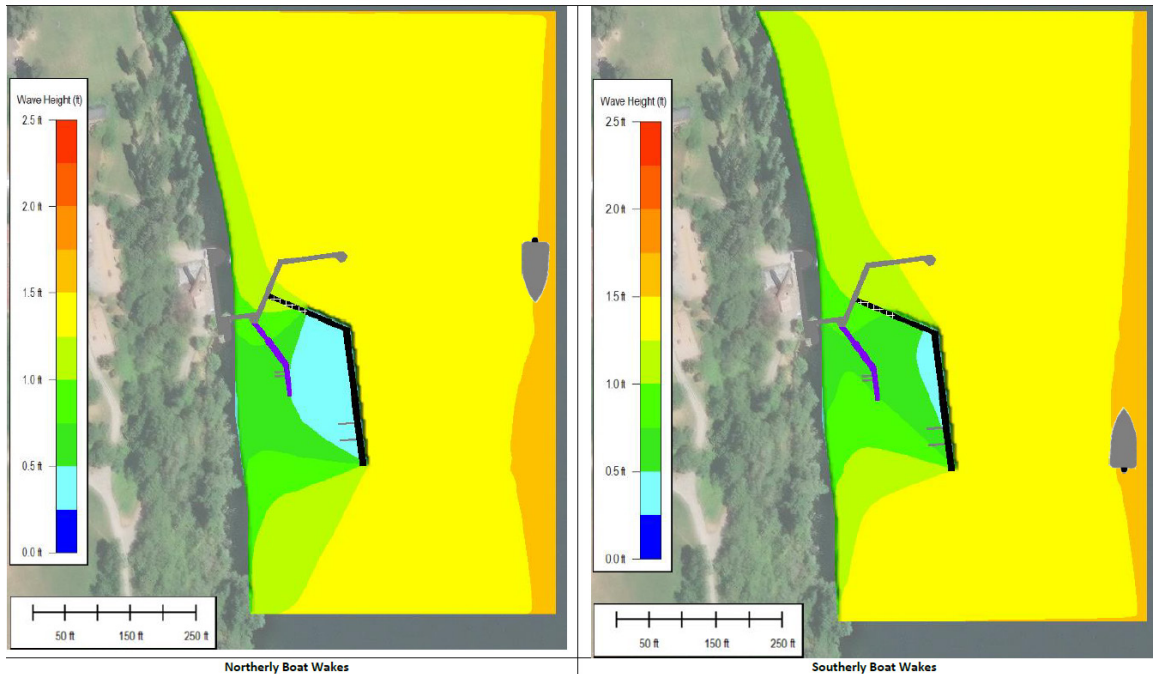 Wave Height (ft)
2.5 ft
2.0 ft
1.5 ft
1.0 ft
0.5 ft
0.0 ft
50 ft 150 ft 250 ft
Northerly Boat Wakes
Wave Height (ft)
2.5 ft
2.0 ft
1.5 ft
1.0 ft
0.5 ft
0.0 ft
50 ft 150 ft 250 ft
Southerly Boat Wakes